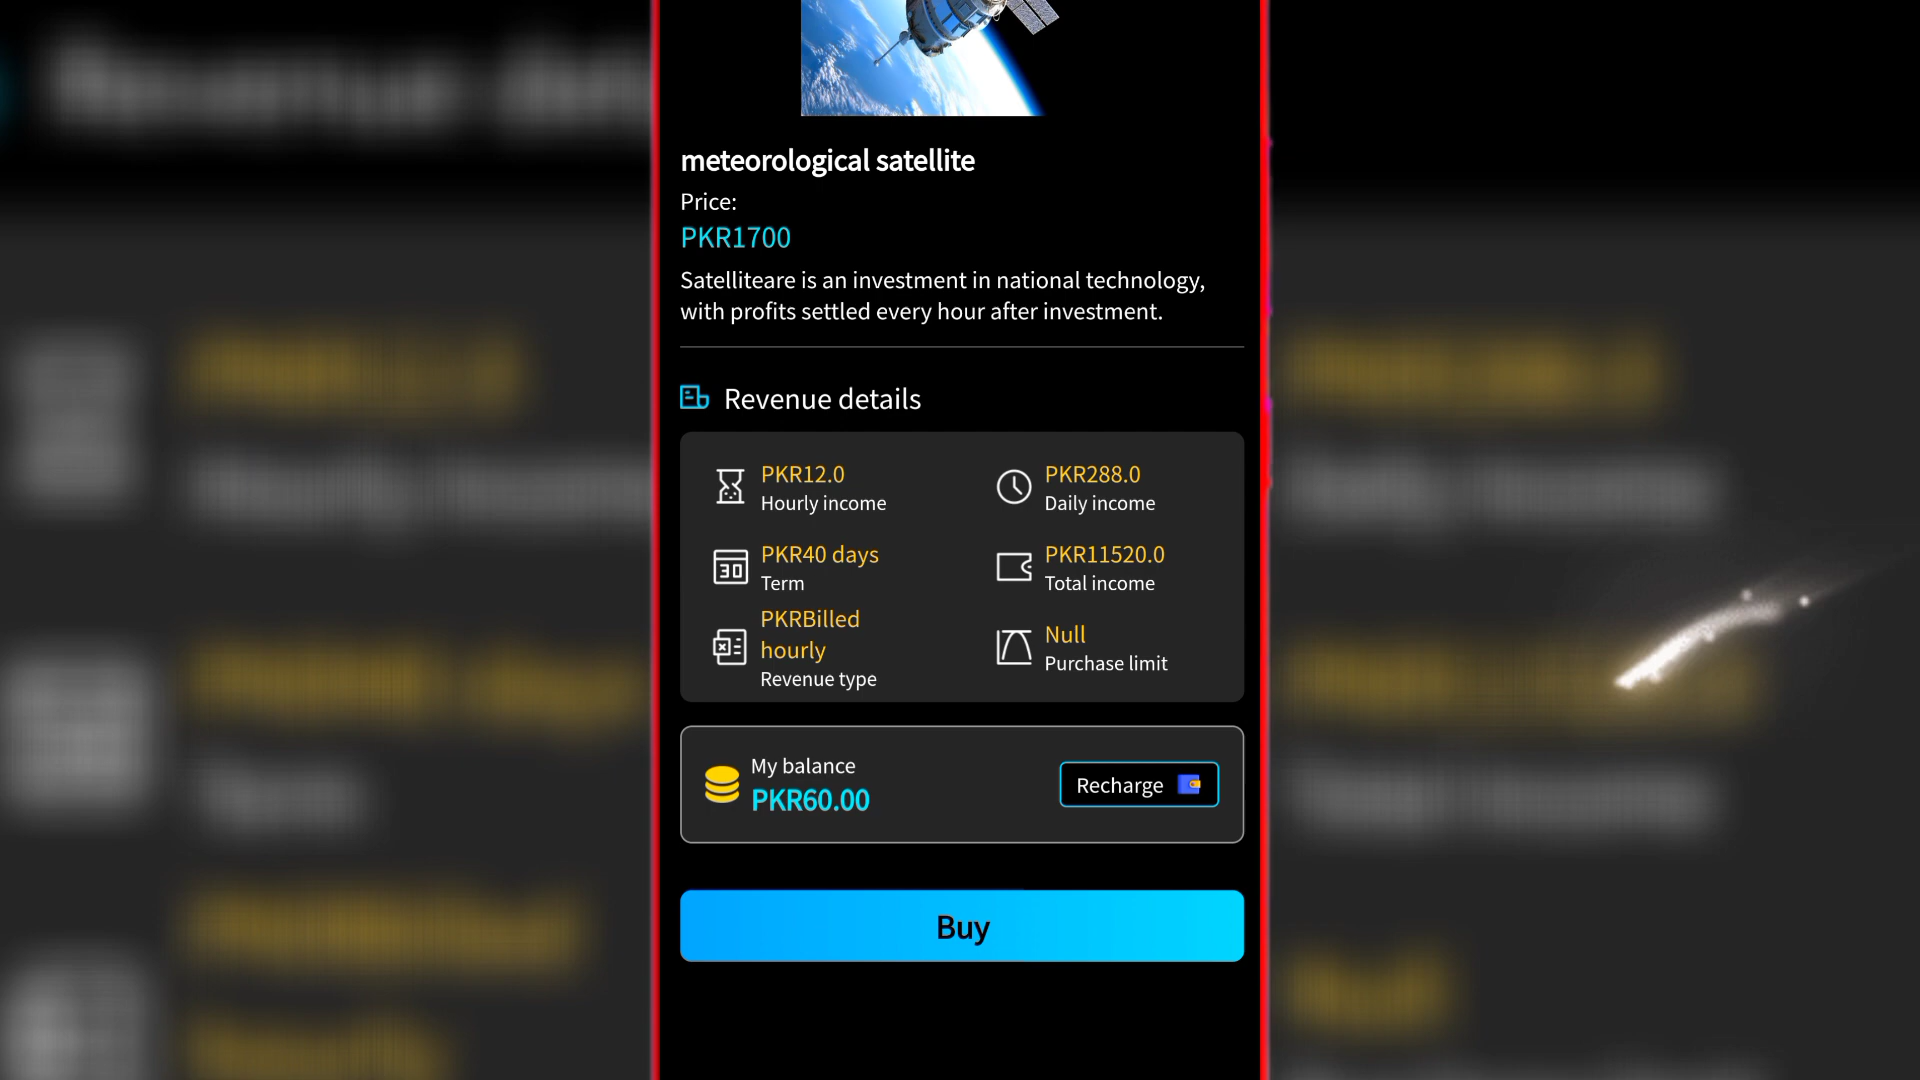 meteorological satellite
Price:
PKR1700
Satelliteare is an investment in national technology,
with profits settled every hour after investment.
Revenue details
PKR12.0
Hourly income
PKR288.0
Daily income
PKR40 days
Term
PKR11520.0
Total income
PKRBilled
hourly
Revenue type
Null
Purchase limit
My balance
PKR60.00
Recharge
Buy